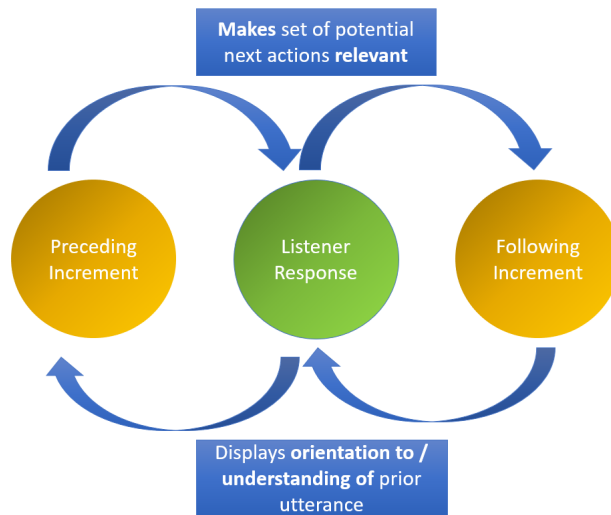 Makes set of potential
next actions relevant
Preceding
Increment
Listener
Response
Following
Increment
Displays orientation to /
understanding of prior
utterance